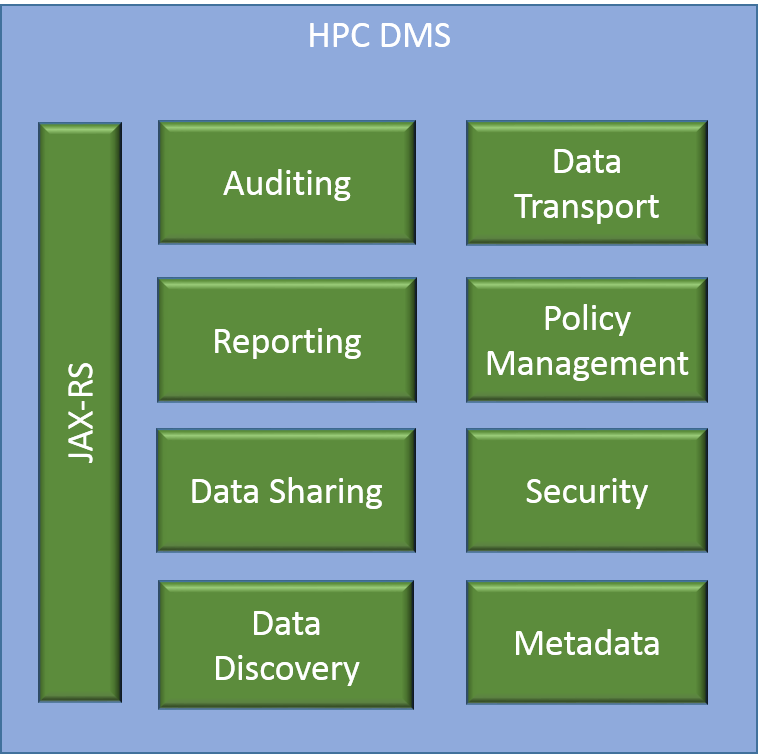 HPC DMS
JAX-RS
Auditing
Data
Transport
Reporting
Policy
Management
Data Sharing
Security
Data
Discovery
Metadata